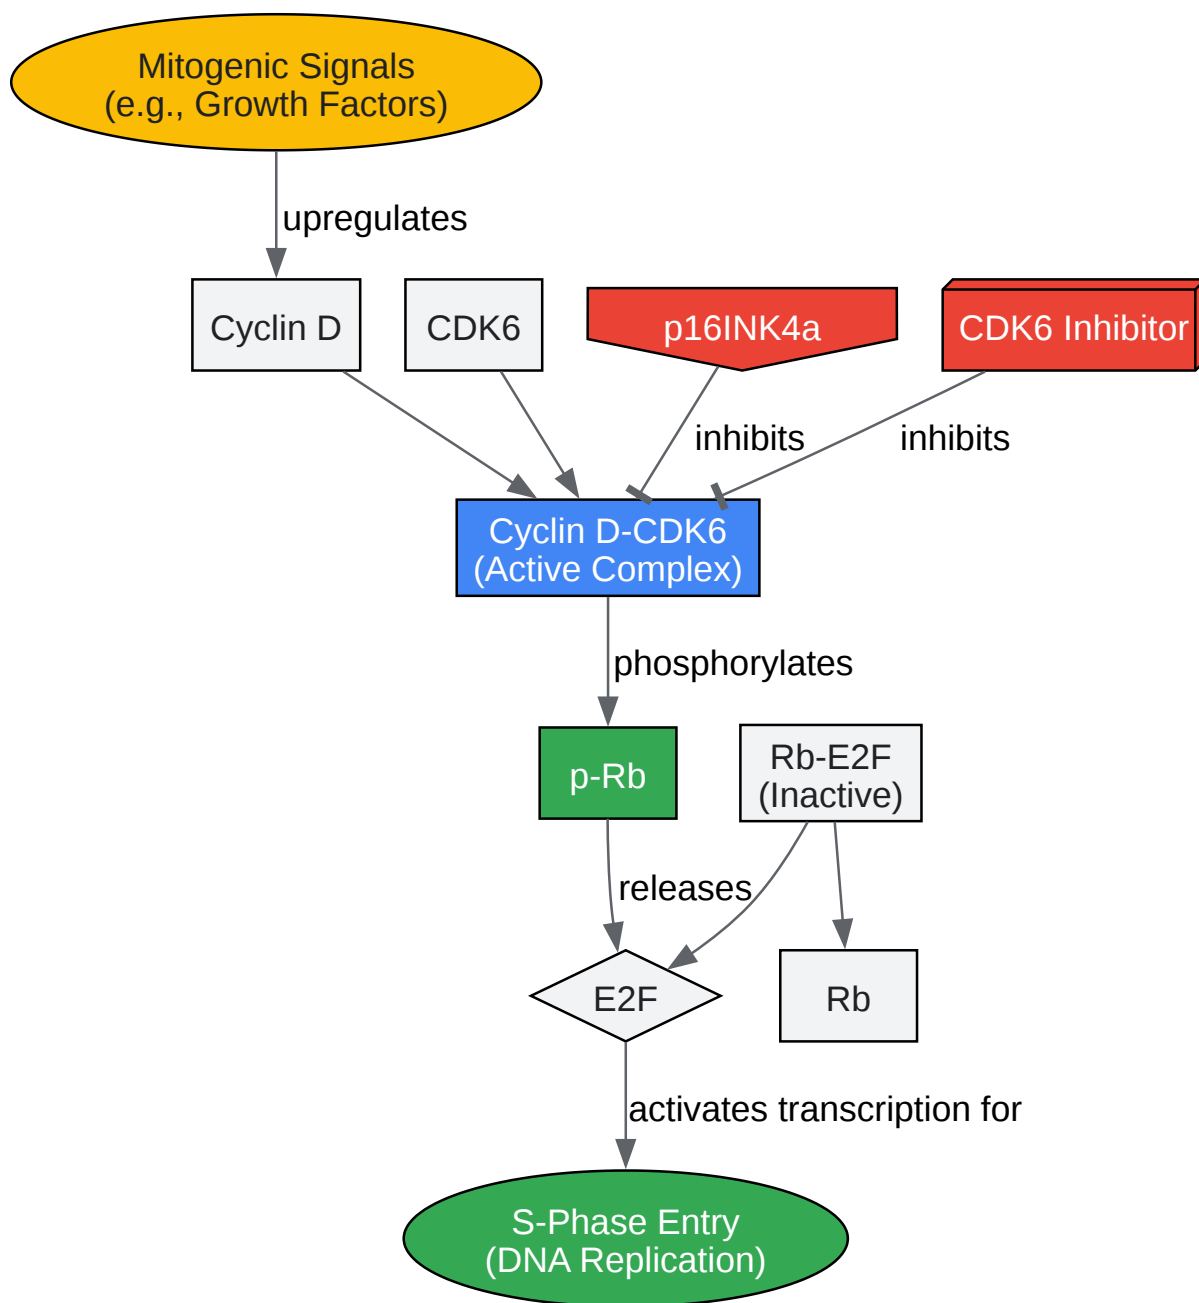 Mitogenic Signals
(e.g., Growth Factors)
upregulates
Cyclin D
CDK6
p16INK4a
CDK6 Inhibitor
inhibits
inhibits
Cyclin D-CDK6
(Active Complex)
phosphorylates
p-Rb
Rb-E2F
(Inactive)
releases
E2F
Rb
activates transcription for
S-Phase Entry
(DNA Replication)